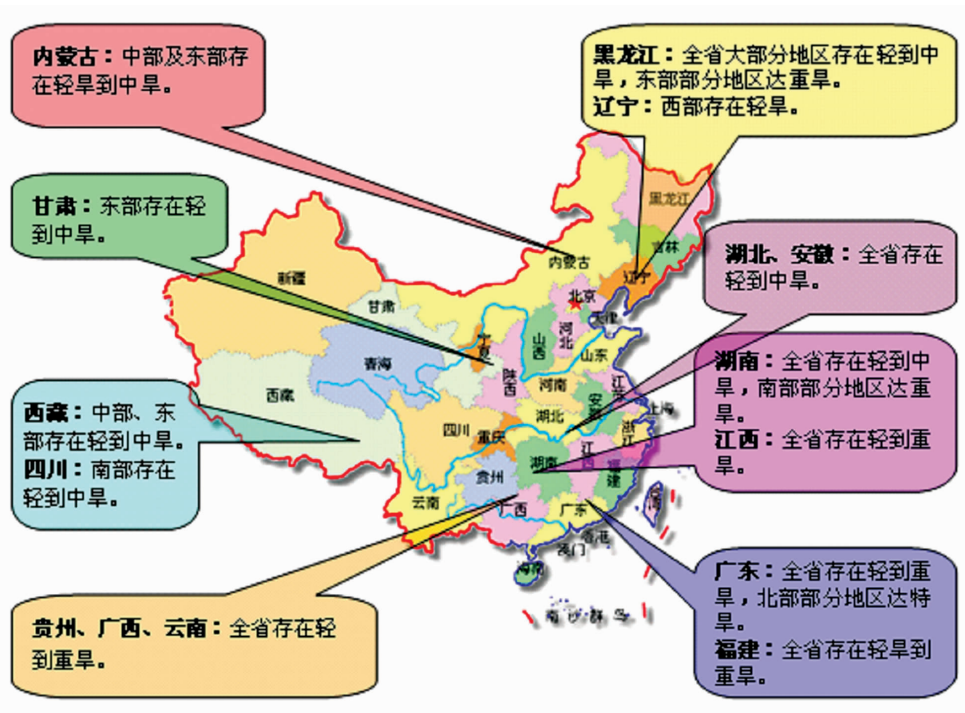 内蒙古：中部及东部存
在轻旱到中旱。
黑龙江：全省大部分地区存在轻到中
旱，东部部分地区达重旱。
辽宁：西部存在轻旱。
甘肃：东部存在轻
到中旱。
湖北、安徽：全省存在
轻到中旱。
湖南：全省存在轻到中
旱，南部部分地区达重
旱。
江西：全省存在轻到重
旱。
西藏：中部、东
部存在轻到中旱。
四川：南部存在
轻到中旱。
广东：全省存在轻到重
旱，北部部分地区达特
旱。
福建：全省存在轻旱到
重旱。
贵州、广西、云南：全省存在轻
到重旱。
黑龙江
吉林
内蒙古
辽宁
新疆
北京
甘肃
天津
宁夏
山西
河北
山东
青海
陕西
河南
江苏
西藏
安徽
上海
湖北
四川
重庆
浙江
湖南
江西
贵州
福建
云南
广西
广东
台湾
香港
澳门
海南
南沙群岛